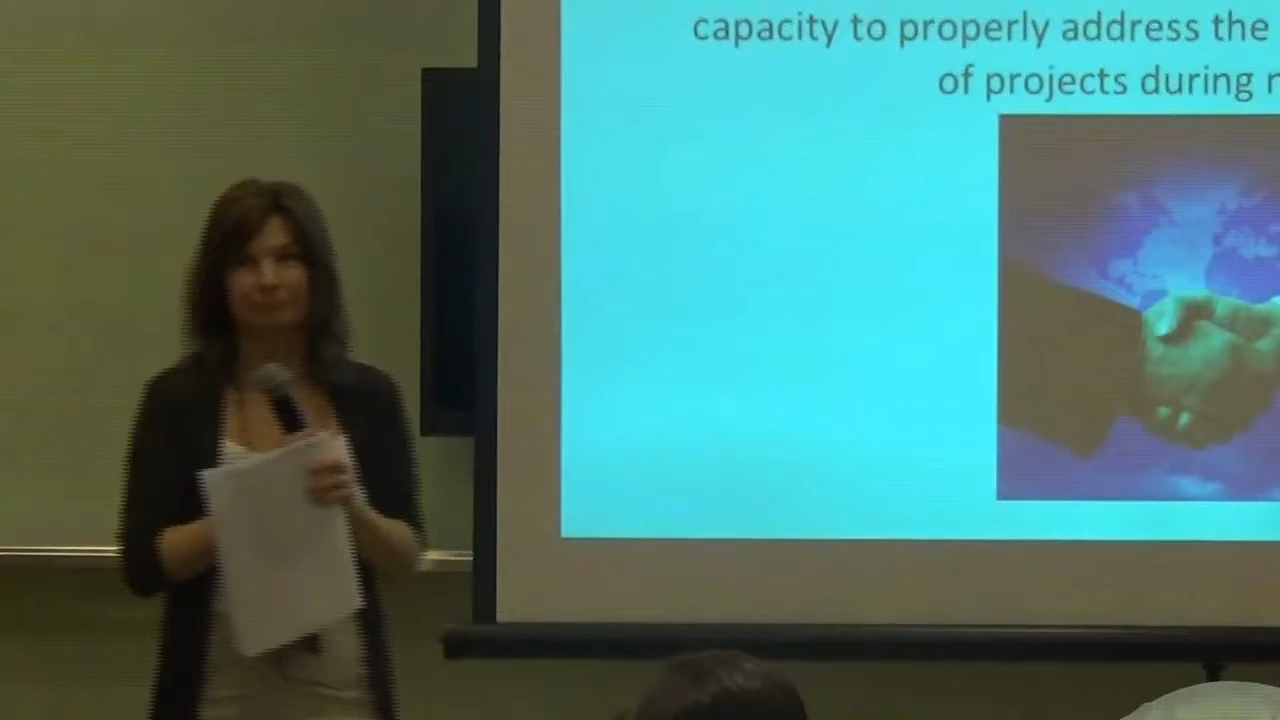 capacity to properly address the
of projects during